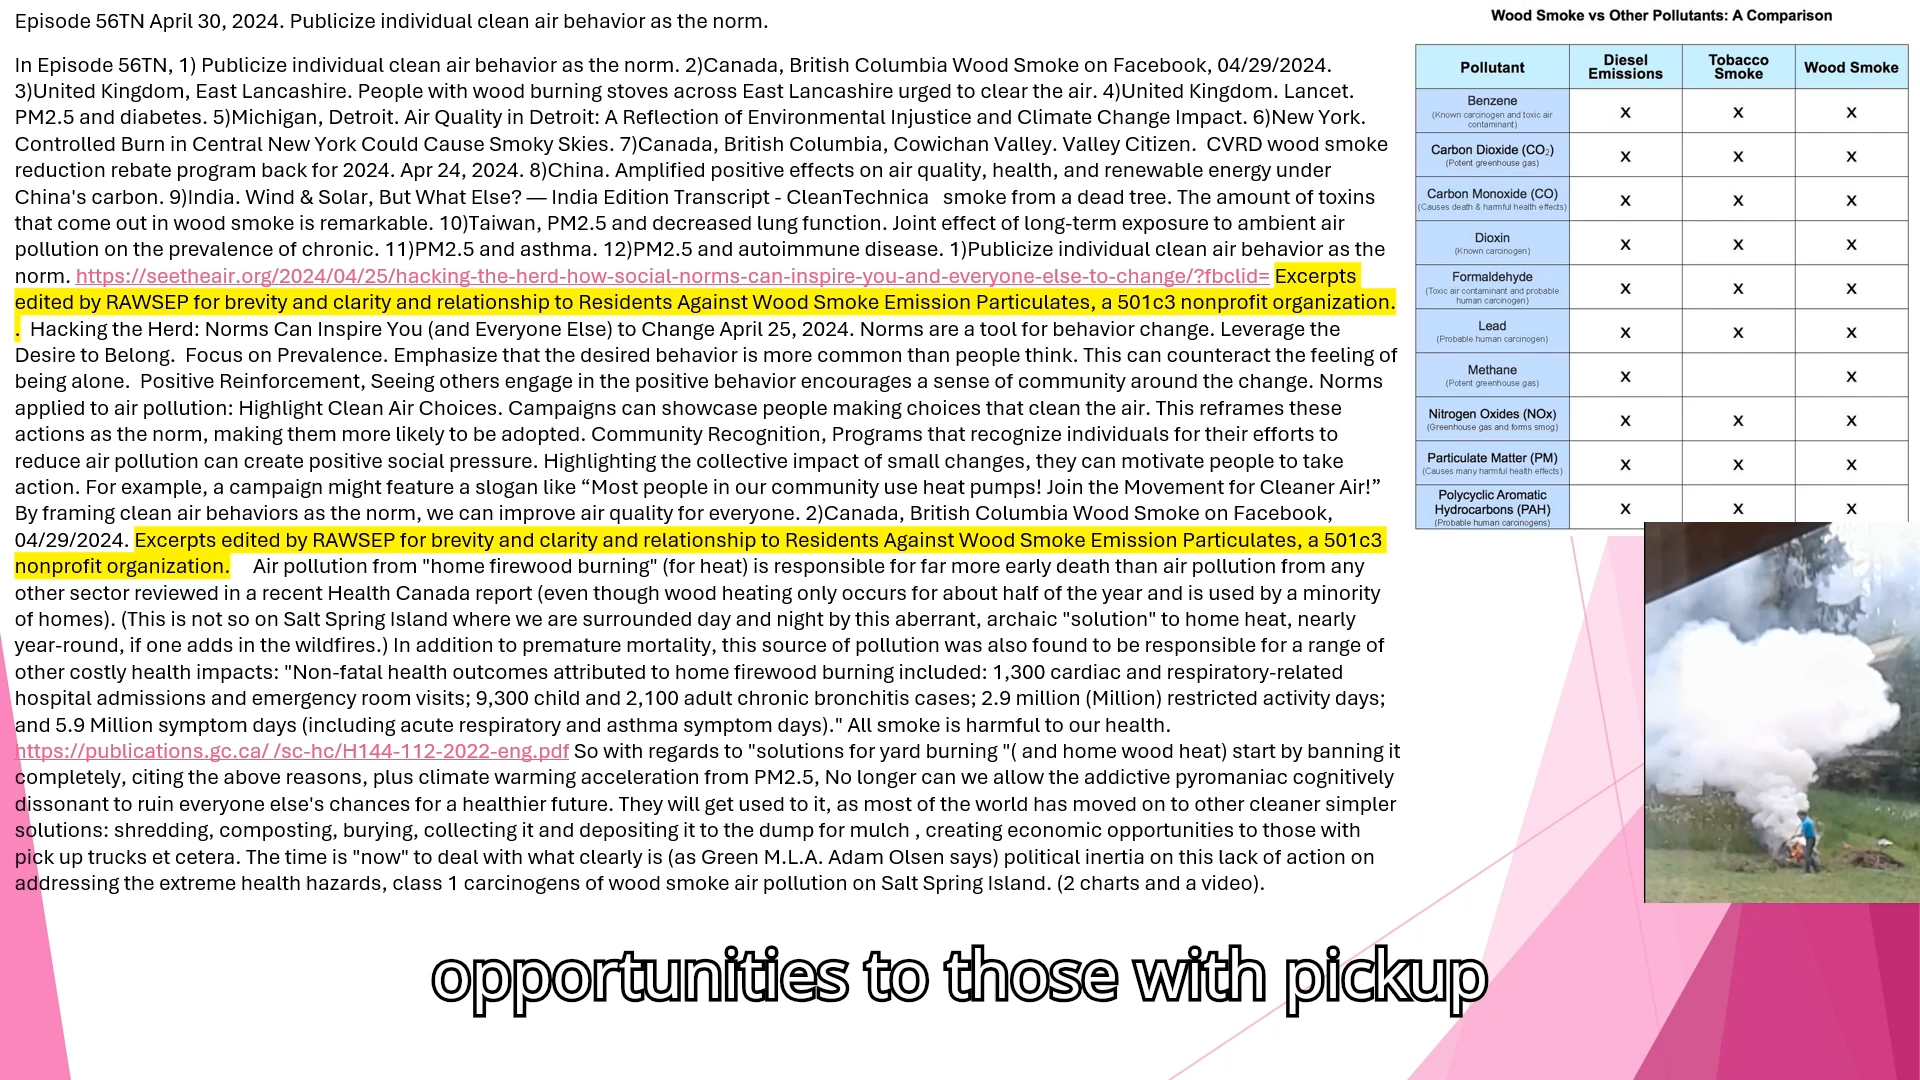 Episode 56TN April 30, 2024. Publicize individual clean air behavior as the norm.
In Episode 56TN, 1) Publicize individual clean air behavior as the norm. 2)Canada, British Columbia Wood Smoke on Facebook, 04/29/2024.
3)United Kingdom, East Lancashire. People with wood burning stoves across East Lancashire urged to clear the air. 4)United Kingdom. Lancet.
PM2.5 and diabetes. 5)Michigan, Detroit. Air Quality in Detroit: A Reflection of Environmental Injustice and Climate Change Impact. 6)New York.
Controlled Burn in Central New York Could Cause Smoky Skies. 7)Canada, British Columbia, Cowichan Valley. Valley Citizen.  CVRD wood smoke
reduction rebate program back for 2024. Apr 24, 2024. 8)China. Amplified positive effects on air quality, health, and renewable energy under
China's carbon. 9)India. Wind & Solar, But What Else? — India Edition Transcript - CleanTechnica   smoke from a dead tree. The amount of toxins
that come out in wood smoke is remarkable. 10)Taiwan, PM2.5 and decreased lung function. Joint effect of long-term exposure to ambient air
pollution on the prevalence of chronic. 11)PM2.5 and asthma. 12)PM2.5 and autoimmune disease. 1)Publicize individual clean air behavior as the
norm. https://seetheair.org/2024/04/25/hacking-the-herd-how-social-norms-can-inspire-you-and-everyone-else-to-change/?fbclid= Excerpts
edited by RAWSEP for brevity and clarity and relationship to Residents Against Wood Smoke Emission Particulates, a 501c3 nonprofit organization.
.  Hacking the Herd: Norms Can Inspire You (and Everyone Else) to Change April 25, 2024. Norms are a tool for behavior change. Leverage the
Desire to Belong.  Focus on Prevalence. Emphasize that the desired behavior is more common than people think. This can counteract the feeling of
being alone.  Positive Reinforcement, Seeing others engage in the positive behavior encourages a sense of community around the change. Norms
applied to air pollution: Highlight Clean Air Choices. Campaigns can showcase people making choices that clean the air. This reframes these
actions as the norm, making them more likely to be adopted. Community Recognition, Programs that recognize individuals for their efforts to
reduce air pollution can create positive social pressure. Highlighting the collective impact of small changes, they can motivate people to take
action. For example, a campaign might feature a slogan like “Most people in our community use heat pumps! Join the Movement for Cleaner Air!”
By framing clean air behaviors as the norm, we can improve air quality for everyone. 2)Canada, British Columbia Wood Smoke on Facebook,
04/29/2024. Excerpts edited by RAWSEP for brevity and clarity and relationship to Residents Against Wood Smoke Emission Particulates, a 501c3
nonprofit organization.    Air pollution from "home firewood burning" (for heat) is responsible for far more early death than air pollution from any
other sector reviewed in a recent Health Canada report (even though wood heating only occurs for about half of the year and is used by a minority
of homes). (This is not so on Salt Spring Island where we are surrounded day and night by this aberrant, archaic "solution" to home heat, nearly
year-round, if one adds in the wildfires.) In addition to premature mortality, this source of pollution was also found to be responsible for a range of
other costly health impacts: "Non-fatal health outcomes attributed to home firewood burning included: 1,300 cardiac and respiratory-related
hospital admissions and emergency room visits; 9,300 child and 2,100 adult chronic bronchitis cases; 2.9 million (Million) restricted activity days;
and 5.9 Million symptom days (including acute respiratory and asthma symptom days)." All smoke is harmful to our health.
https://publications.gc.ca/ /sc-hc/H144-112-2022-eng.pdf So with regards to "solutions for yard burning "( and home wood heat) start by banning it
completely, citing the above reasons, plus climate warming acceleration from PM2.5, No longer can we allow the addictive pyromaniac cognitively
dissonant to ruin everyone else's chances for a healthier future. They will get used to it, as most of the world has moved on to other cleaner simpler
solutions: shredding, composting, burying, collecting it and depositing it to the dump for mulch , creating economic opportunities to those with
pick up trucks et cetera. The time is "now" to deal with what clearly is (as Green M.L.A. Adam Olsen says) political inertia on this lack of action on
addressing the extreme health hazards, class 1 carcinogens of wood smoke air pollution on Salt Spring Island. (2 charts and a video).
Wood Smoke vs Other Pollutants: A Comparison
Pollutant Diesel Emissions Tobacco Smoke Wood Smoke
Benzene x x x
(Known carcinogen and toxic air
contaminant)
Carbon Dioxide (CO₂) x x x
(Potent greenhouse gas)
Carbon Monoxide (CO) x x x
(Causes death & harmful health effects)
Dioxin x x x
(Known carcinogen)
Formaldehyde x x x
(Toxic air contaminant and probable
human carcinogen)
Lead x x x
(Probable human carcinogen)
Methane x x
(Potent greenhouse gas)
Nitrogen Oxides (NOx) x x x
(Greenhouse gas and forms smog)
Particulate Matter (PM) x x x
(Causes many harmful health effects)
Polycyclic Aromatic
Hydrocarbons (PAH) x x x
(Probable human carcinogens)
opportunities to those with pickup